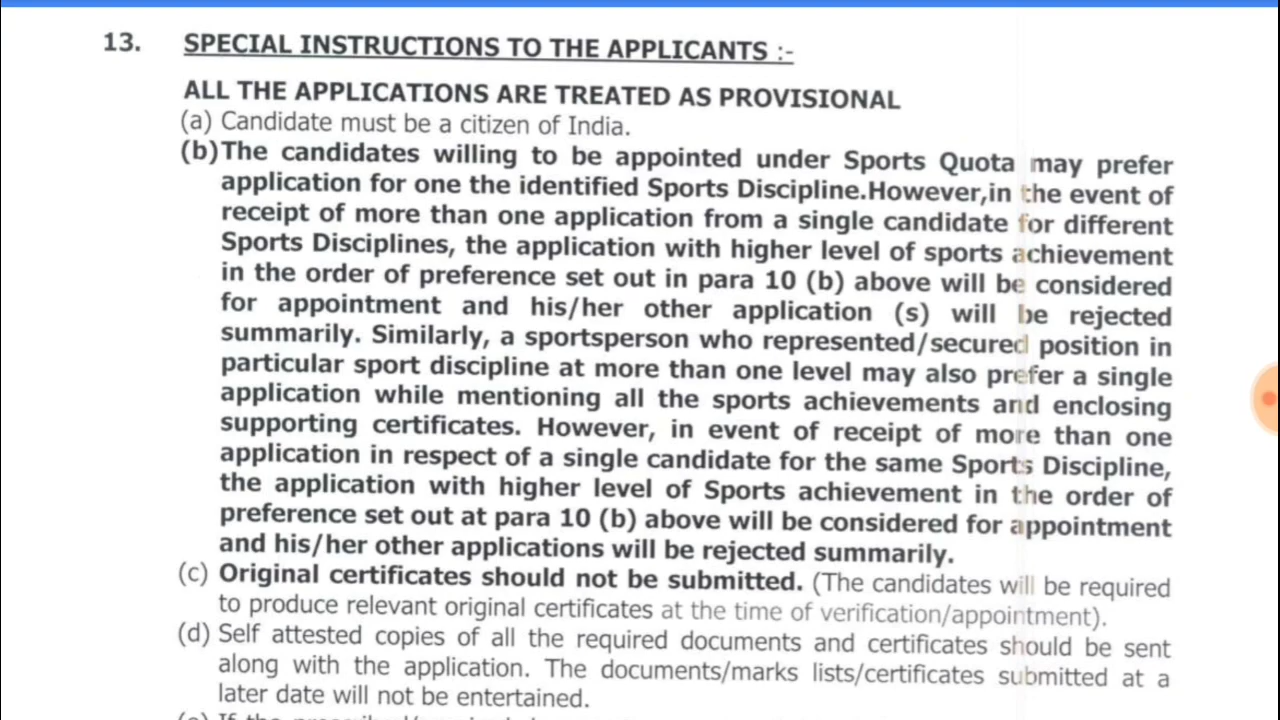 13. SPECIAL INSTRUCTIONS TO THE APPLICANTS :-
ALL THE APPLICATIONS ARE TREATED AS PROVISIONAL
(a) Candidate must be a citizen of India.
(b) The candidates willing to be appointed under Sports Quota may prefer
application for one the identified Sports Discipline.However,in the event of
receipt of more than one application from a single candidate for different
Sports Disciplines, the application with higher level of sports achievement
in the order of preference set out in para 10 (b) above will be considered
for appointment and his/her other application (s) will be rejected
summarily. Similarly, a sportsperson who represented/secured position in
particular sport discipline at more than one level may also prefer a single
application while mentioning all the sports achievements and enclosing
supporting certificates. However, in event of receipt of more than one
application in respect of a single candidate for the same Sports Discipline,
the application with higher level of Sports achievement in the order of
preference set out at para 10 (b) above will be considered for appointment
and his/her other applications will be rejected summarily.
(c) Original certificates should not be submitted. (The candidates will be required
to produce relevant original certificates at the time of verification/appointment).
(d) Self attested copies of all the required documents and certificates should be sent
along with the application. The documents/marks lists/certificates submitted at a
later date will not be entertained.